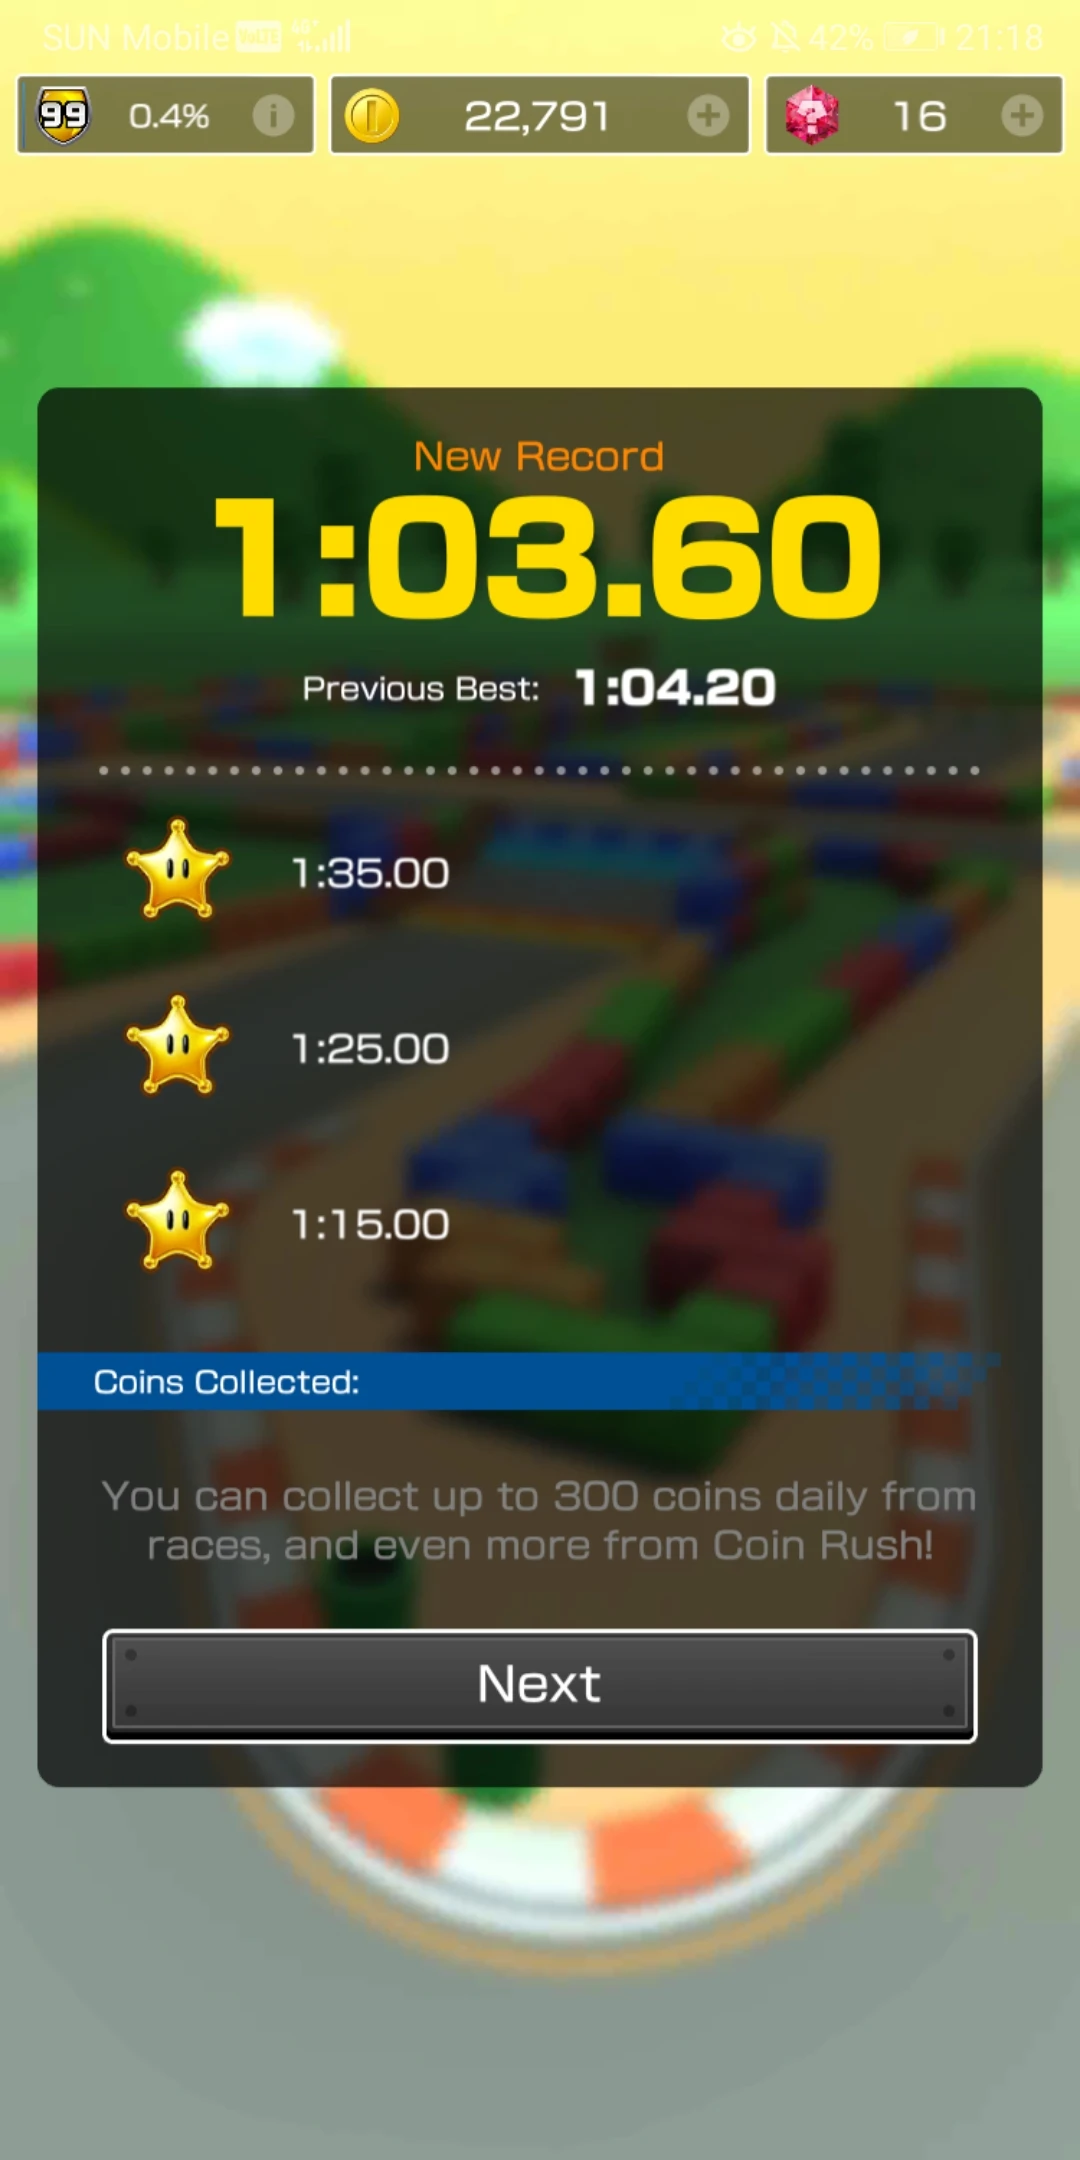 SUN Mobile VoLTE 4G+ 42% 21:18
99 0.4% i 22,791 + 16 +
New Record
1:03.60
Previous Best: 1:04.20
1:35.00
1:25.00
1:15.00
Coins Collected:
You can collect up to 300 coins daily from
races, and even more from Coin Rush!
Next